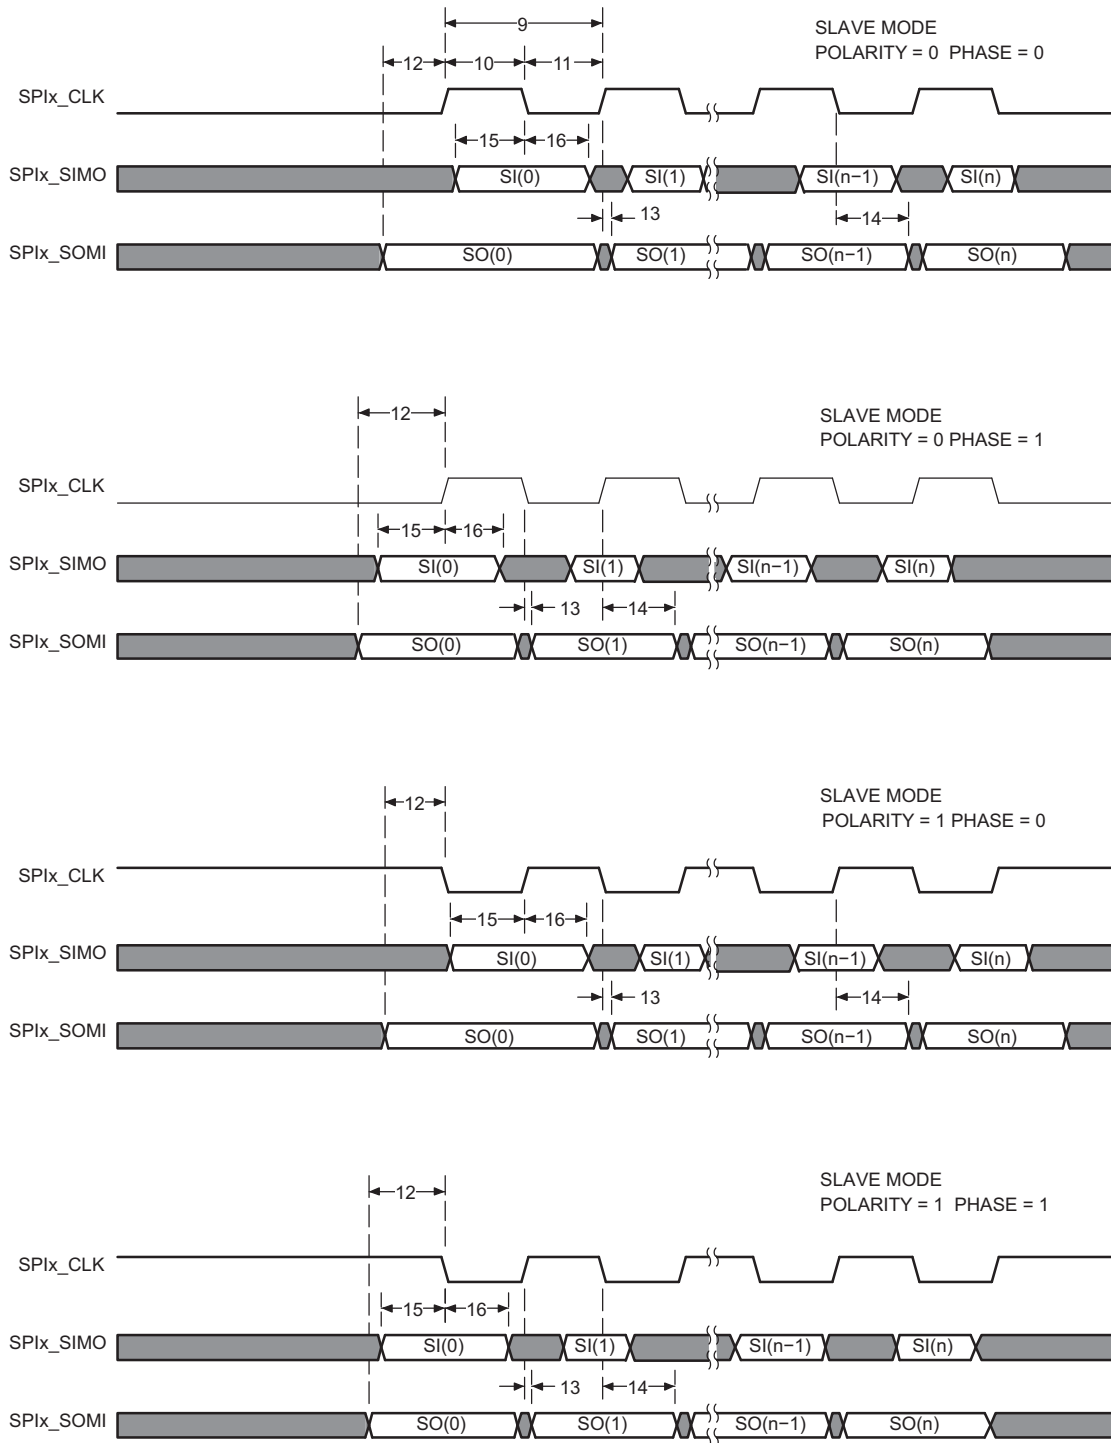 9
SLAVE MODE
POLARITY = 0 PHASE = 0
12 10 11
SPIx_CLK
15 16
SPIx_SIMO SI(0) SI(1) SI(n−1) SI(n)
13 14
SPIx_SOMI SO(0) SO(1) SO(n−1) SO(n)
12
SLAVE MODE
POLARITY = 0 PHASE = 1
SPIx_CLK
15 16
SPIx_SIMO SI(0) SI(1) SI(n−1) SI(n)
13 14
SPIx_SOMI SO(0) SO(1) SO(n−1) SO(n)
SLAVE MODE
12
POLARITY = 1 PHASE = 0
SPIx_CLK
15 16
SPIx_SIMO SI(0) SI(1) SI(n−1) SI(n)
13 14
SPIx_SOMI SO(0) SO(1) SO(n−1) SO(n)
SLAVE MODE
12
POLARITY = 1 PHASE = 1
SPIx_CLK
15 16
SPIx_SIMO SI(0) SI(1) SI(n−1) SI(n)
13 14
SPIx_SOMI SO(0) SO(1) SO(n−1) SO(n)